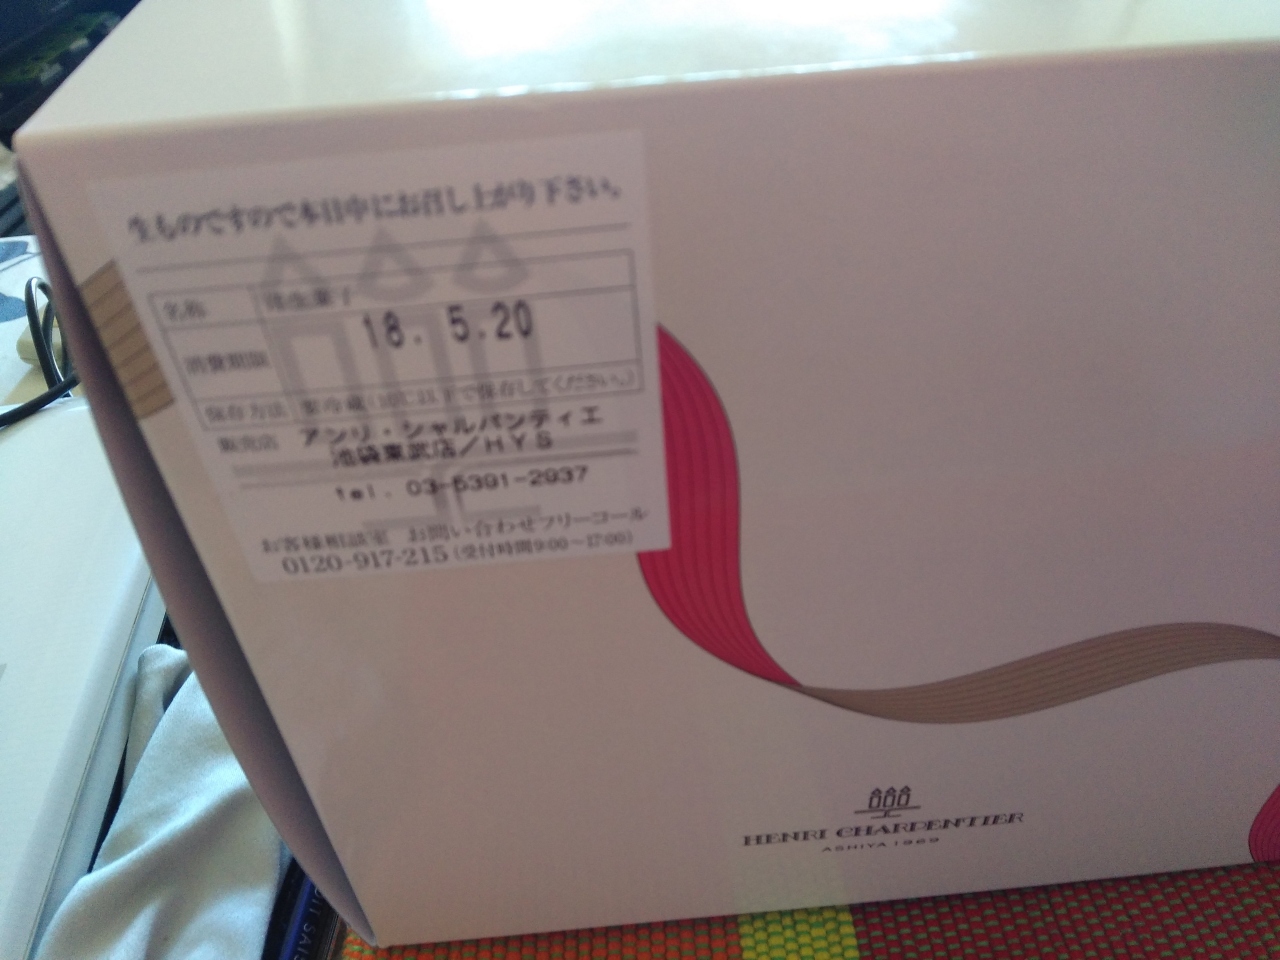 生ものですので本日中にお召し上がり下さい。
名称 洋生菓子
消費期限 18. 5.20
保存方法 要冷蔵(10℃以下で保存してください。)
販売店 アンリ・シャルパンティエ
池袋東武店/HYS
tel. 03-5391-2937
お客様相談室 お問い合わせフリーコール
0120-917-215(受付時間9:00~17:00)
HENRI CHARPENTIER
ASHIYA 1969